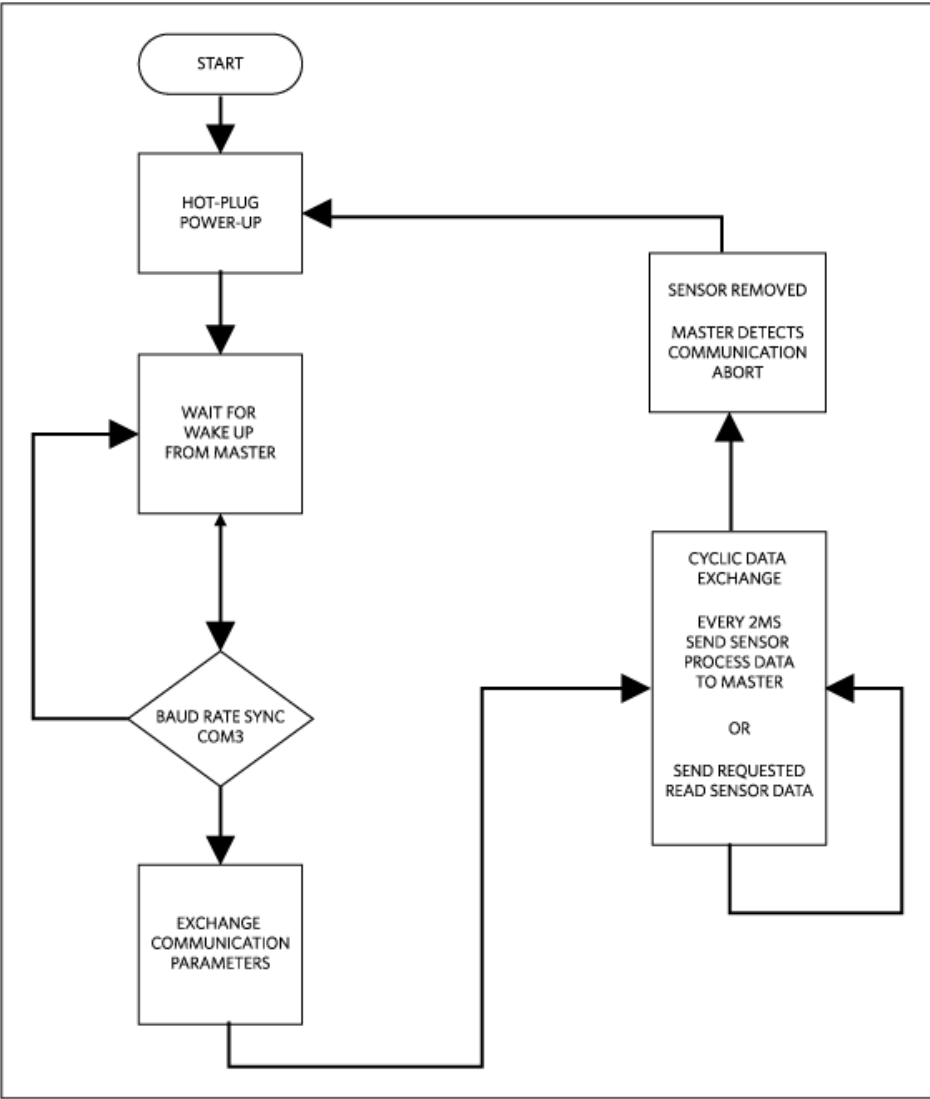 START
HOT-PLUG
POWER-UP
WAIT FOR
WAKE UP
FROM MASTER
BAUD RATE SYNC
COM3
EXCHANGE
COMMUNICATION
PARAMETERS
CYCLIC DATA
EXCHANGE
EVERY 2MS
SEND SENSOR
PROCESS DATA
TO MASTER
OR
SEND REQUESTED
READ SENSOR DATA
SENSOR REMOVED
MASTER DETECTS
COMMUNICATION
ABORT